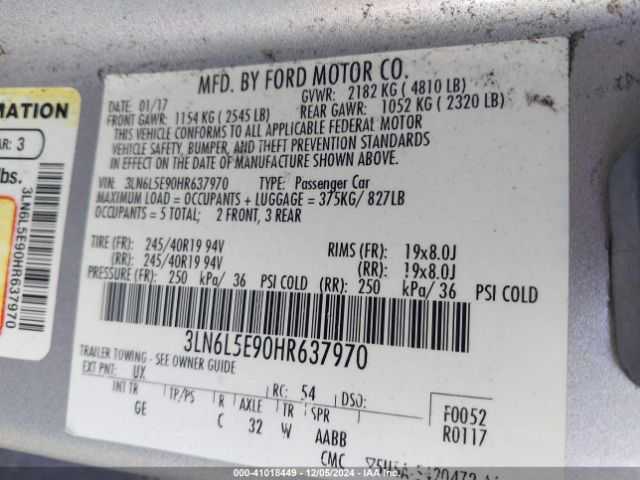 MFD. BY FORD MOTOR CO.
DATE: 01/17 GVWR: 2182 KG ( 4810 LB)
FRONT GAWR: 1154 KG ( 2545 LB) REAR GAWR: 1052 KG ( 2320 LB)
THIS VEHICLE CONFORMS TO ALL APPLICABLE FEDERAL MOTOR
VEHICLE SAFETY, BUMPER, AND THEFT PREVENTION STANDARDS
IN EFFECT ON THE DATE OF MANUFACTURE SHOWN ABOVE.
VIN: 3LN6L5E90HR637970 TYPE: Passenger Car
MAXIMUM LOAD = OCCUPANTS + LUGGAGE = 375KG/ 827LB
OCCUPANTS = 5 TOTAL; 2 FRONT, 3 REAR
TIRE (FR): 245/40R19 94V RIMS (FR): 19x8.0J
(RR): 245/40R19 94V (RR): 19x8.0J
PRESSURE (FR): 250 kPa/ 36 PSI COLD (RR): 250 kPa/ 36 PSI COLD
3LN6L5E90HR637970
TRAILER TOWING - SEE OWNER GUIDE
EXT PNT: UX RC: 54 DSO:
INT TR TP/PS R AXLE TR SPR
GE C 32 W AABB
F0052
R0117
CMC
MATION
AR: 3
lbs.
3LN6L5E90HR637970
00-41018449 - 12/05/2024 - IAA